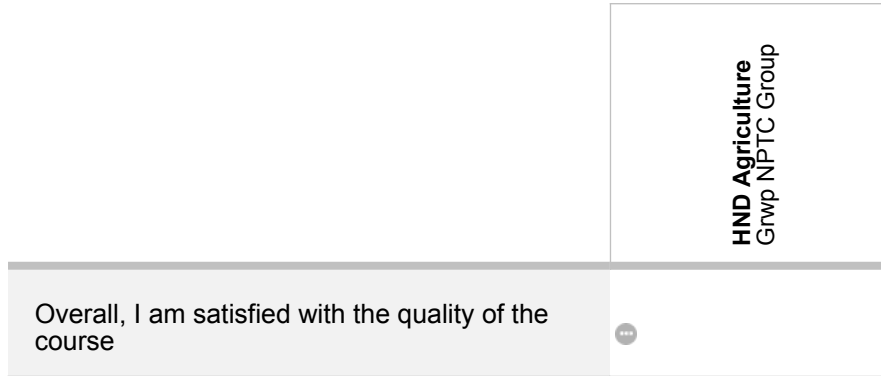 HND Agriculture
Grwp NPTC Group
Overall, I am satisfied with the quality of the
course